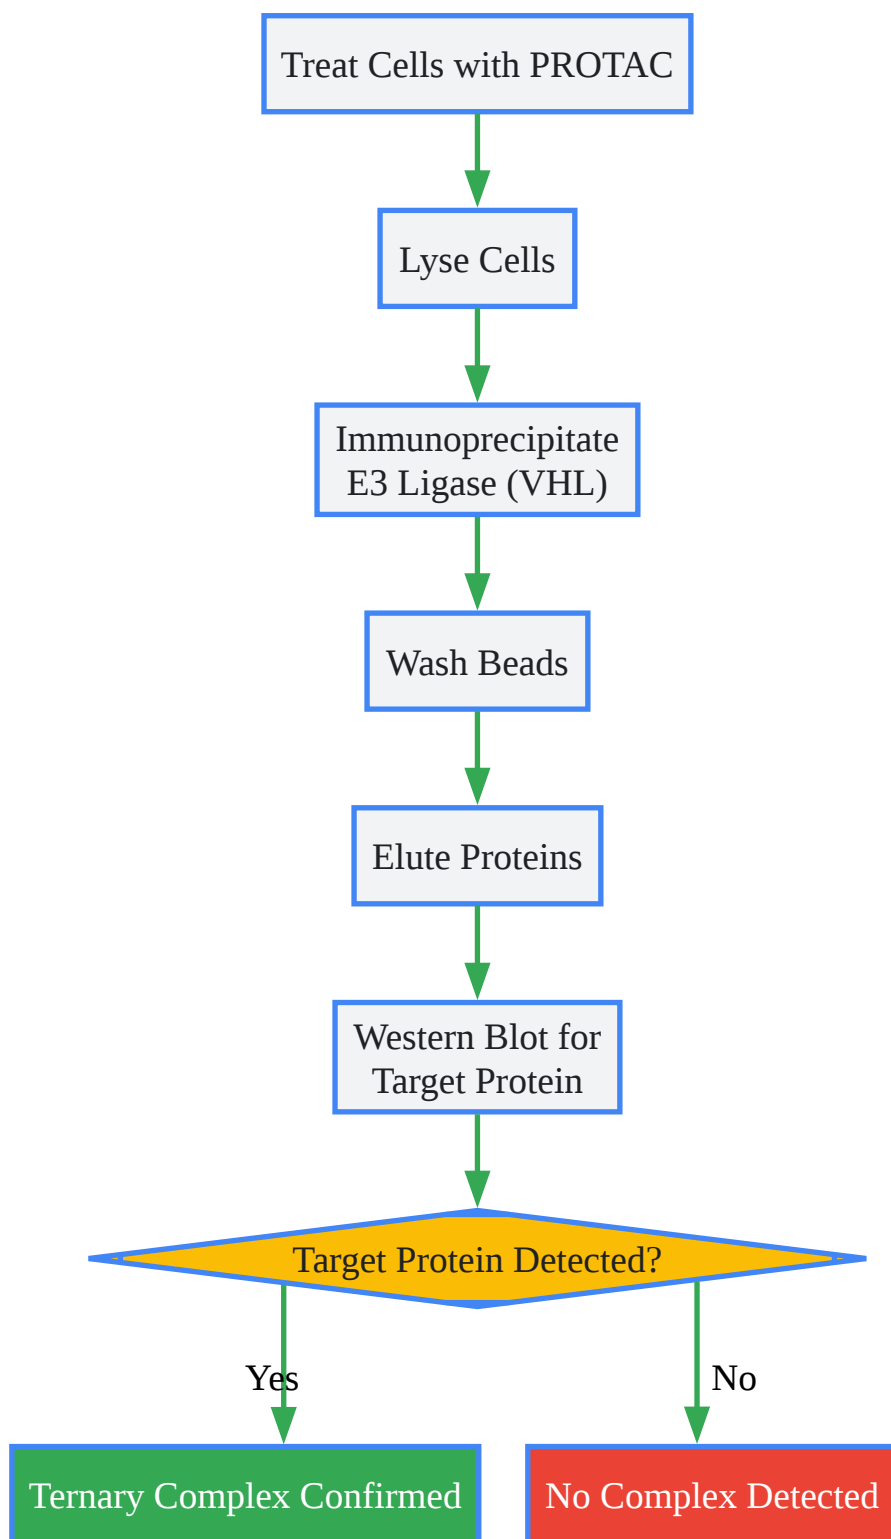 Treat Cells with PROTAC
Lyse Cells
Immunoprecipitate
E3 Ligase (VHL)
Wash Beads
Elute Proteins
Western Blot for
Target Protein
Target Protein Detected?
Yes
No
Ternary Complex Confirmed
No Complex Detected